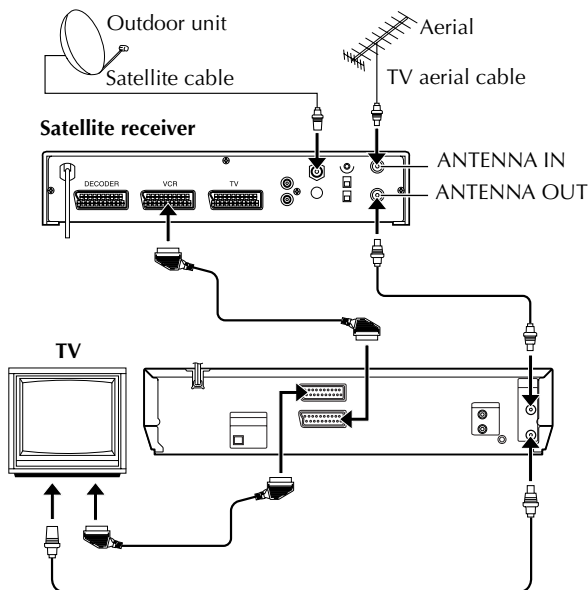 Outdoor unit
Aerial
Satellite cable
TV aerial cable
Satellite receiver
ANTENNA IN
DECODER
VCR
TV
ANTENNA OUT
TV